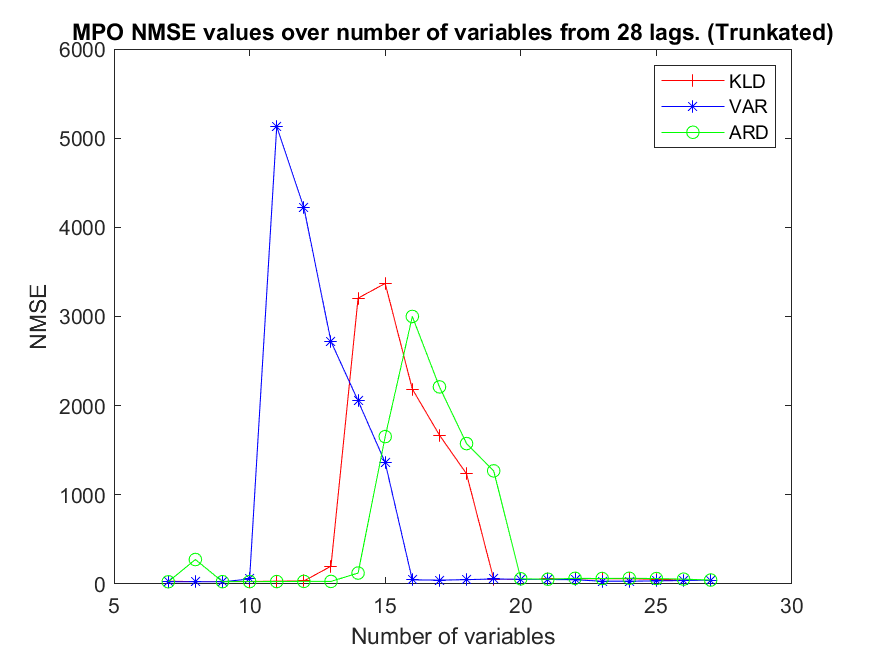 MPO NMSE values over number of variables from 28 lags. (Trunkated)
6000
5000
4000
3000
2000
1000
0
NMSE
KLD
VAR
ARD
5
10
15
20
25
30
Number of variables